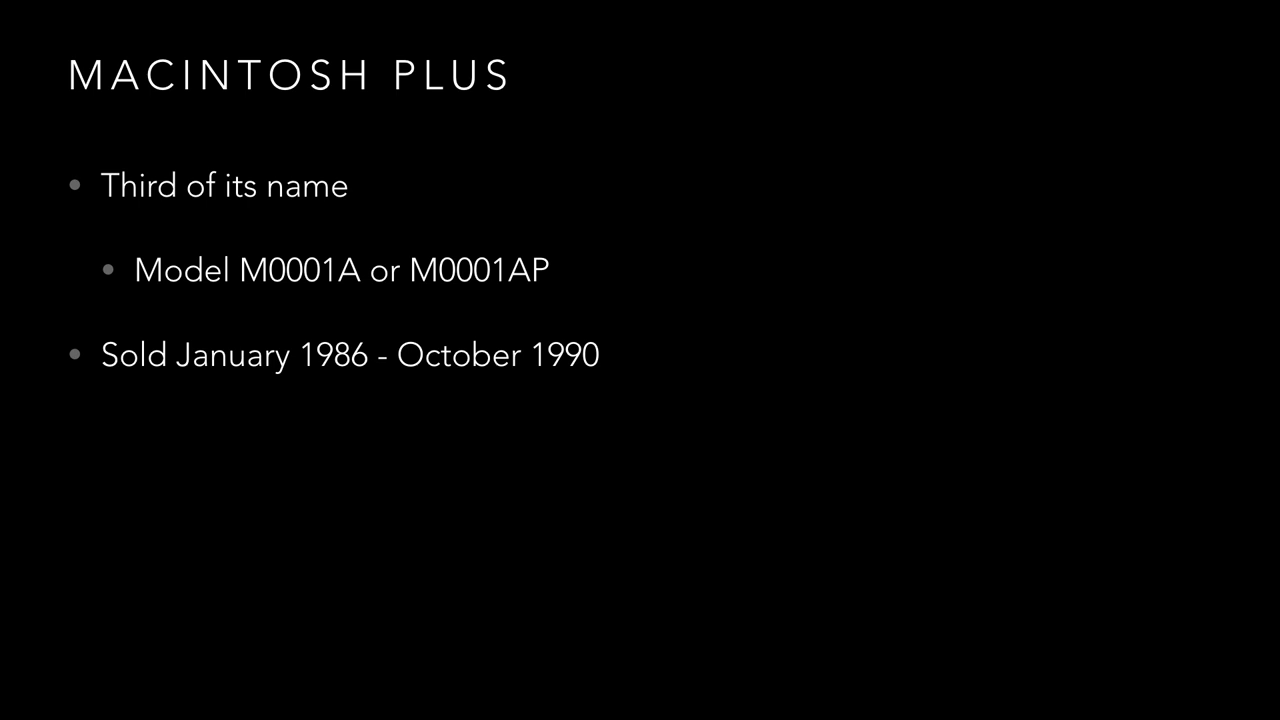 MACINTOSH PLUS
• Third of its name
• Model M0001A or M0001AP
• Sold January 1986 - October 1990